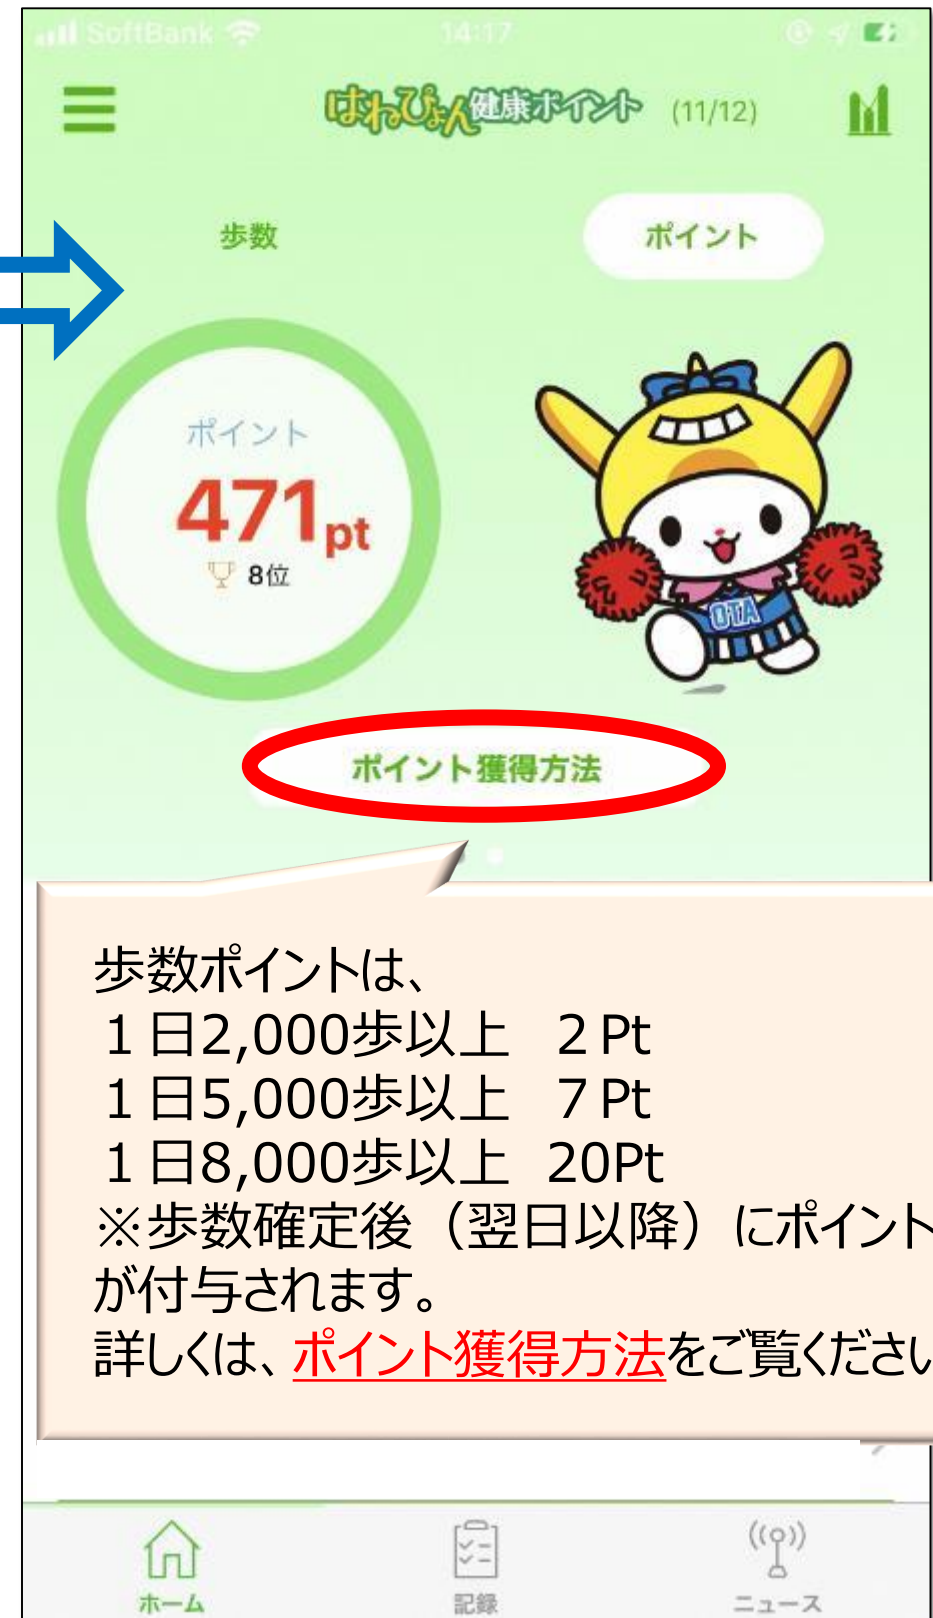 SoftBank 14:17
はねぴょん健康ポイント (11/12)
歩数 ポイント
ポイント
471pt
8位
OTA
ポイント獲得方法
歩数ポイントは、
１日2,000歩以上 ２Pt
１日5,000歩以上 ７Pt
１日8,000歩以上 20Pt
※歩数確定後（翌日以降）にポイント
が付与されます。
詳しくは、ポイント獲得方法をご覧ください
ホーム 記録 ニュース